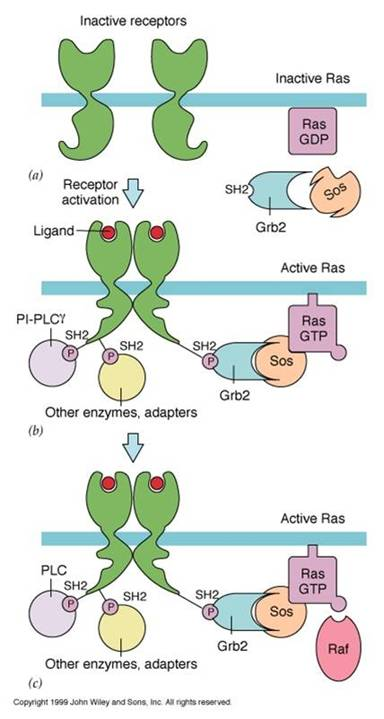 Inactive receptors
Inactive Ras
Ras
GDP
(a)
Receptor
activation
SH2
Sos
Grb2
Ligand
Active Ras
PI-PLCγ
SH2
P
P
SH2
SH2
P
Ras
GTP
Sos
Grb2
Other enzymes, adapters
(b)
Active Ras
PLC
SH2
P
P
SH2
SH2
P
Ras
GTP
Sos
Grb2
Raf
Other enzymes, adapters
(c)
Copyright 1999 John Wiley and Sons, Inc. All rights reserved.